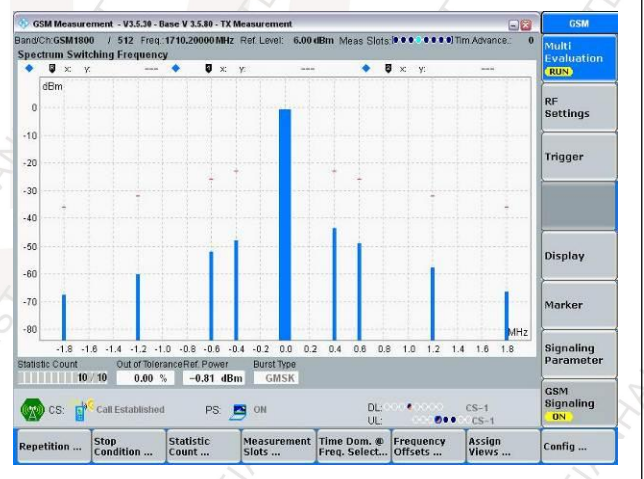 GSM Measurement - V3.5.30 - Base V 3.5.80 - TX Measurement
GSM
Band/Ch:GSM1800 / 512 Freq.:1710.20000 MHz Ref. Level: 6.00 dBm Meas Slots: Tim Advance.: 0
Spectrum Switching Frequency
x: y: --- x: y: --- x: y: ---
dBm
0
-10
-20
-30
-40
-50
-60
-70
-80
MHz
-1.8 -1.6 -1.4 -1.2 -1.0 -0.8 -0.6 -0.4 -0.2 0.0 0.2 0.4 0.6 0.8 1.0 1.2 1.4 1.6 1.8
Statistic Count Out of Tolerance Ref. Power Burst Type
10 / 10 0.00 % -0.81 dBm GMSK
CS: Call Established PS: ON DL: CS-1
UL: CS-1
Multi
Evaluation
RUN
RF
Settings
Trigger
Display
Marker
Signaling
Parameter
GSM
Signaling
ON
Repetition ...
Stop
Condition ...
Statistic
Count ...
Measurement
Slots ...
Time Dom. @
Freq. Select...
Frequency
Offsets ...
Assign
Views ...
Config ...